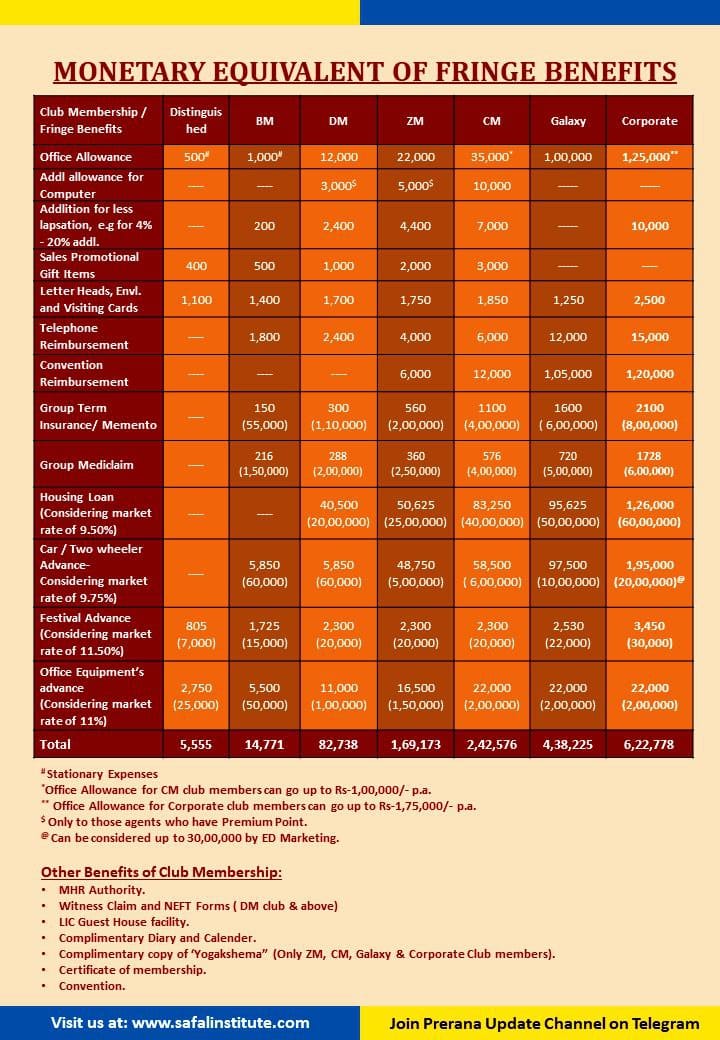 MONETARY EQUIVALENT OF FRINGE BENEFITS
Club Membership / Fringe Benefits Distinguis hed BM DM ZM CM Galaxy Corporate
Office Allowance 500# 1,000# 12,000 22,000 35,000* 1,00,000 1,25,000**
Addl allowance for Computer ---- ---- 3,000$ 5,000$ 10,000 ----- -----
Addlition for less lapsation, e.g for 4% - 20% addl. ---- 200 2,400 4,400 7,000 ----- 10,000
Sales Promotional Gift Items 400 500 1,000 2,000 3,000 ----- ----
Letter Heads, Envl. and Visiting Cards 1,100 1,400 1,700 1,750 1,850 1,250 2,500
Telephone Reimbursement ---- 1,800 2,400 4,000 6,000 12,000 15,000
Convention Reimbursement ---- ---- ---- 6,000 12,000 1,05,000 1,20,000
Group Term Insurance/ Memento ---- 150 (55,000) 300 (1,10,000) 560 (2,00,000) 1100 (4,00,000) 1600 ( 6,00,000) 2100 (8,00,000)
Group Mediclaim ---- 216 (1,50,000) 288 (2,00,000) 360 (2,50,000) 576 (4,00,000) 720 (5,00,000) 1728 (6,00,000)
Housing Loan (Considering market rate of 9.50%) ---- ---- 40,500 (20,00,000) 50,625 (25,00,000) 83,250 (40,00,000) 95,625 (50,00,000) 1,26,000 (60,00,000)
Car / Two wheeler Advance- Considering market rate of 9.75%) ---- 5,850 (60,000) 5,850 (60,000) 48,750 (5,00,000) 58,500 ( 6,00,000) 97,500 (10,00,000) 1,95,000 (20,00,000)@
Festival Advance (Considering market rate of 11.50%) 805 (7,000) 1,725 (15,000) 2,300 (20,000) 2,300 (20,000) 2,300 (20,000) 2,530 (22,000) 3,450 (30,000)
Office Equipment's advance (Considering market rate of 11%) 2,750 (25,000) 5,500 (50,000) 11,000 (1,00,000) 16,500 (1,50,000) 22,000 (2,00,000) 22,000 (2,00,000) 22,000 (2,00,000)
Total 5,555 14,771 82,738 1,69,173 2,42,576 4,38,225 6,22,778
#Stationary Expenses
*Office Allowance for CM club members can go up to Rs-1,00,000/- p.a.
** Office Allowance for Corporate club members can go up to Rs-1,75,000/- p.a.
$ Only to those agents who have Premium Point.
@ Can be considered up to 30,00,000 by ED Marketing.
Other Benefits of Club Membership:
• MHR Authority.
• Witness Claim and NEFT Forms ( DM club & above)
• LIC Guest House facility.
• Complimentary Diary and Calender.
• Complimentary copy of 'Yogakshema" (Only ZM, CM, Galaxy & Corporate Club members).
• Certificate of membership.
• Convention.
Visit us at: www.safalinstitute.com
Join Prerana Update Channel on Telegram